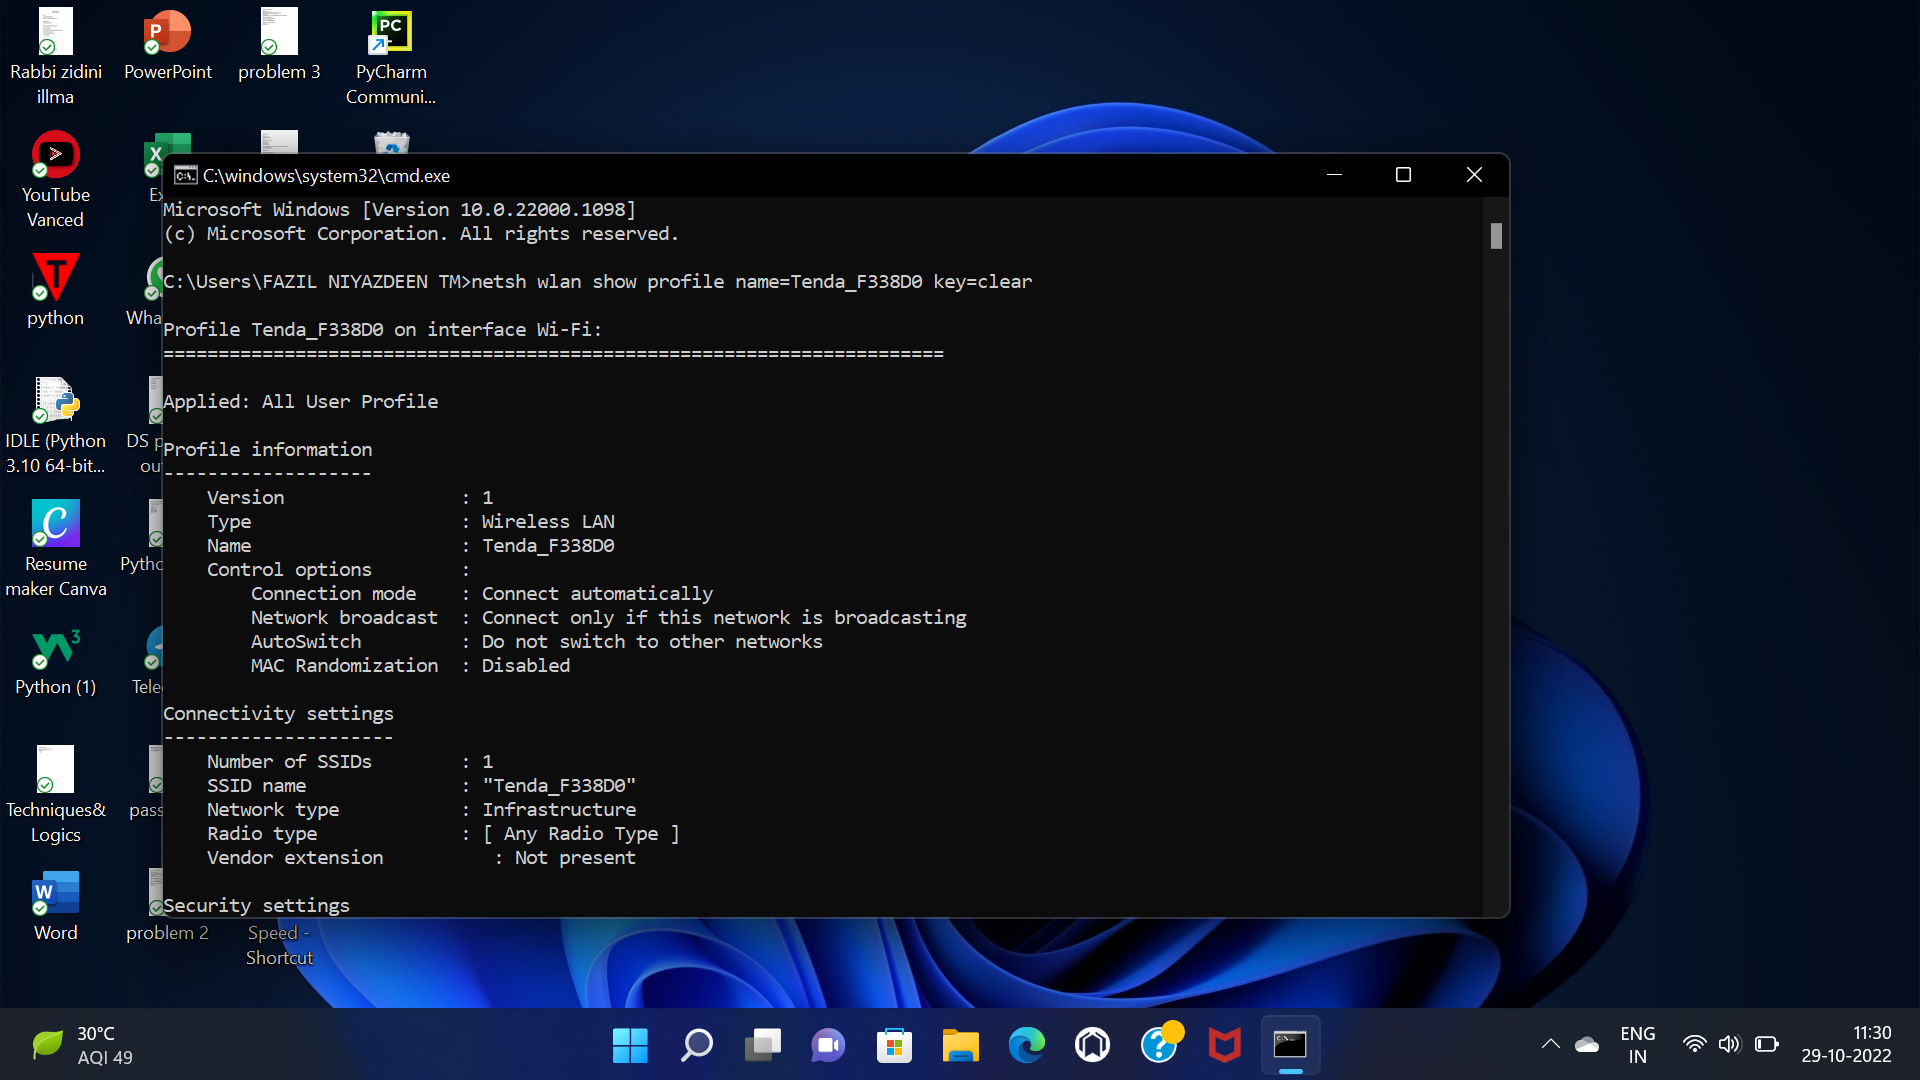 Rabbi zidini
illma
PowerPoint
problem 3
PyCharm
Communi...
YouTube
Vanced
python
IDLE (Python
3.10 64-bit...
DS p
ou
Resume
maker Canva
Pytho
Python (1)
Tele
Techniques&
Logics
pass
Word
problem 2
Speed -
Shortcut
Ex
Wha
C:\windows\system32\cmd.exe
Microsoft Windows [Version 10.0.22000.1098]
(c) Microsoft Corporation. All rights reserved.
C:\Users\FAZIL NIYAZDEEN TM>netsh wlan show profile name=Tenda_F338D0 key=clear
Profile Tenda_F338D0 on interface Wi-Fi:
=======================================================================
Applied: All User Profile
Profile information
-------------------
Version : 1
Type : Wireless LAN
Name : Tenda_F338D0
Control options :
Connection mode : Connect automatically
Network broadcast : Connect only if this network is broadcasting
AutoSwitch : Do not switch to other networks
MAC Randomization : Disabled
Connectivity settings
---------------------
Number of SSIDs : 1
SSID name : "Tenda_F338D0"
Network type : Infrastructure
Radio type : [ Any Radio Type ]
Vendor extension : Not present
Security settings
30°C
AQI 49
ENG
IN
11:30
29-10-2022